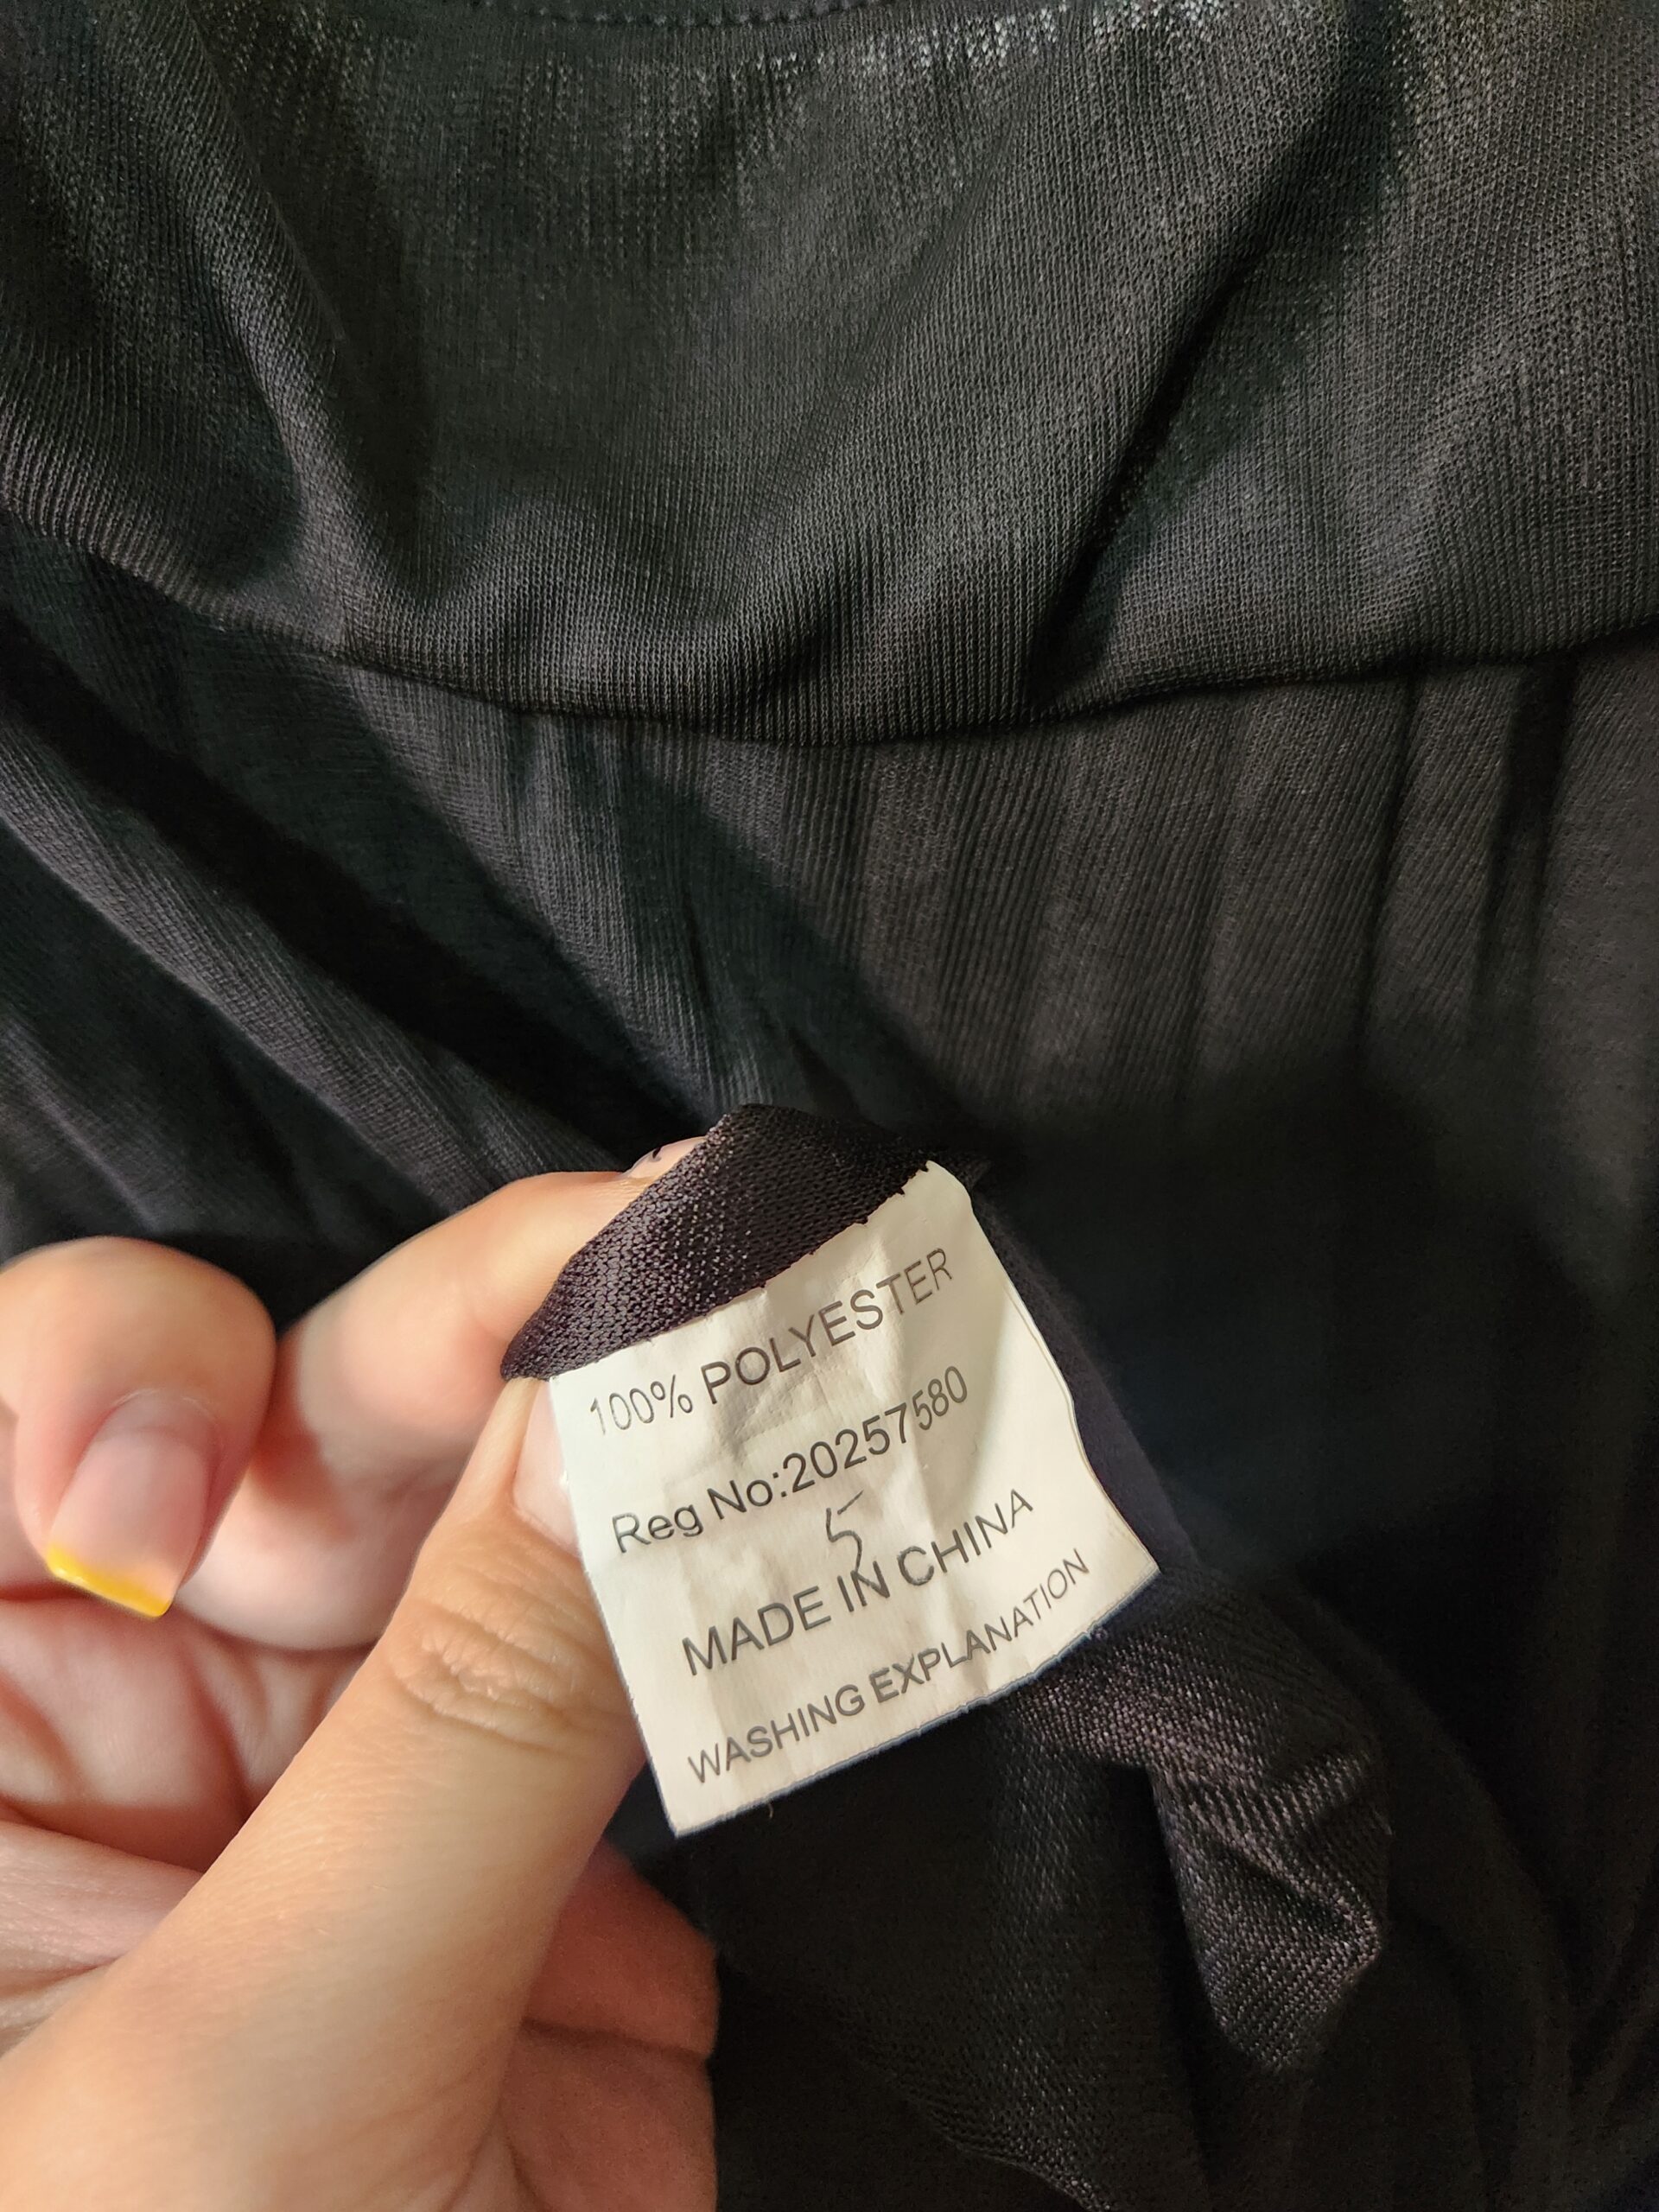 100% POLYESTER
Reg No:20257580
5
MADE IN CHINA
WASHING EXPLANATION